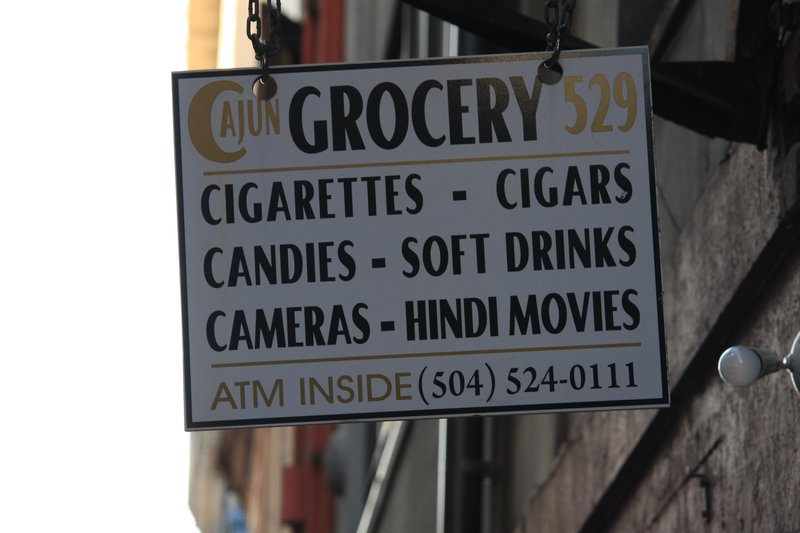 CAJUN GROCERY 529
CIGARETTES - CIGARS
CANDIES - SOFT DRINKS
CAMERAS - HINDI MOVIES
ATM INSIDE (504) 524-0111